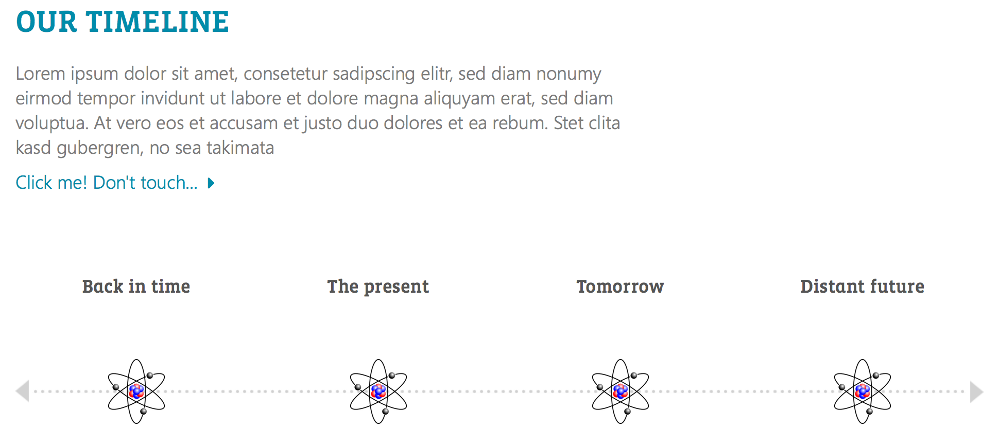 OUR TIMELINE
Lorem ipsum dolor sit amet, consetetur sadipscing elitr, sed diam nonumy
eirmod tempor invidunt ut labore et dolore magna aliquyam erat, sed diam
voluptua. At vero eos et accusam et justo duo dolores et ea rebum. Stet clita
kasd gubergren, no sea takimata
Click me! Don't touch...
Back in time
The present
Tomorrow
Distant future